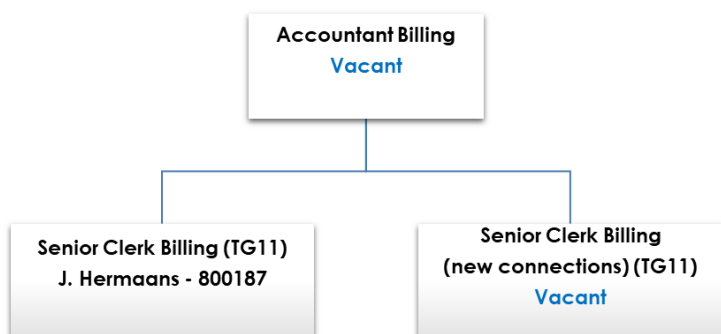 Accountant Billing
Vacant
Senior Clerk Billing (TG11)
J. Hermaans - 800187
Senior Clerk Billing
(new connections) (TG11)
Vacant